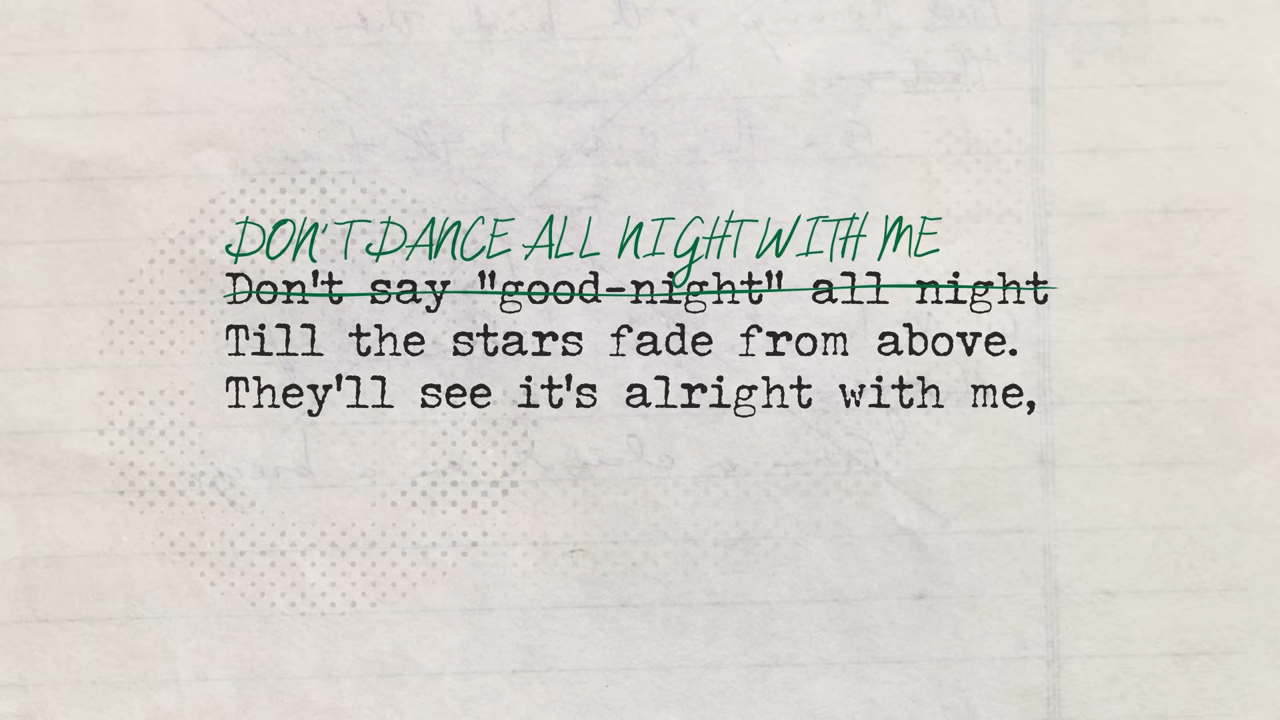 DON'T DANCE ALL NIGHT WITH ME
Don't say "good-night" all night
Till the stars fade from above.
They'll see it's alright with me,